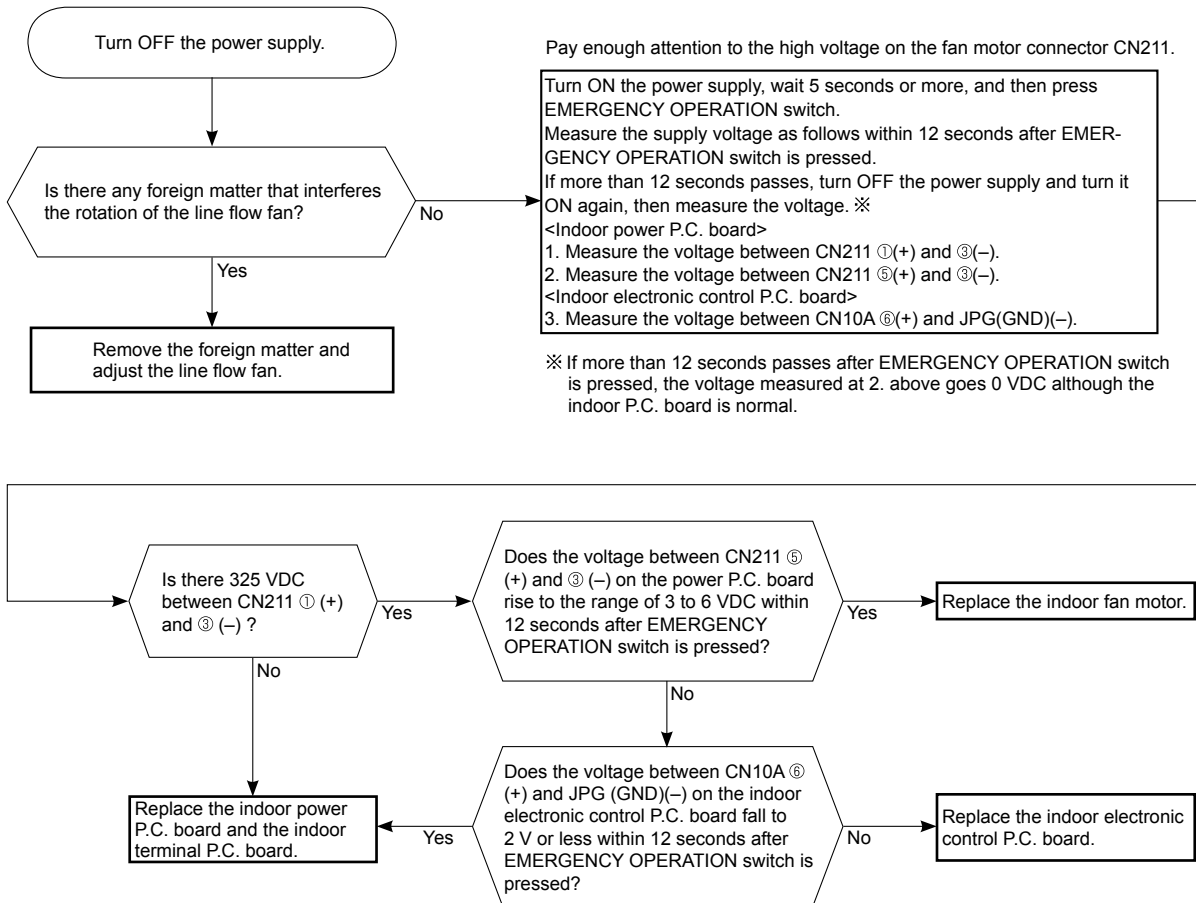 Turn OFF the power supply.
Is there any foreign matter that interferes
the rotation of the line flow fan?
No
Yes
Remove the foreign matter and
adjust the line flow fan.
Pay enough attention to the high voltage on the fan motor connector CN211.
Turn ON the power supply, wait 5 seconds or more, and then press
EMERGENCY OPERATION switch.
Measure the supply voltage as follows within 12 seconds after EMER-
GENCY OPERATION switch is pressed.
If more than 12 seconds passes, turn OFF the power supply and turn it
ON again, then measure the voltage. ※
<Indoor power P.C. board>
1. Measure the voltage between CN211 ①(+) and ③(–).
2. Measure the voltage between CN211 ⑤(+) and ③(–).
<Indoor electronic control P.C. board>
3. Measure the voltage between CN10A ⑥(+) and JPG(GND)(–).
※ If more than 12 seconds passes after EMERGENCY OPERATION switch
is pressed, the voltage measured at 2. above goes 0 VDC although the
indoor P.C. board is normal.
Is there 325 VDC
between CN211 ① (+)
and ③ (–) ?
Yes
No
Does the voltage between CN211 ⑤
(+) and ③ (–) on the power P.C. board
rise to the range of 3 to 6 VDC within
12 seconds after EMERGENCY
OPERATION switch is pressed?
Yes
No
Replace the indoor fan motor.
Replace the indoor power
P.C. board and the indoor
terminal P.C. board.
Does the voltage between CN10A ⑥
(+) and JPG (GND)(–) on the indoor
electronic control P.C. board fall to
2 V or less within 12 seconds after
EMERGENCY OPERATION switch is
pressed?
Yes
No
Replace the indoor electronic
control P.C. board.